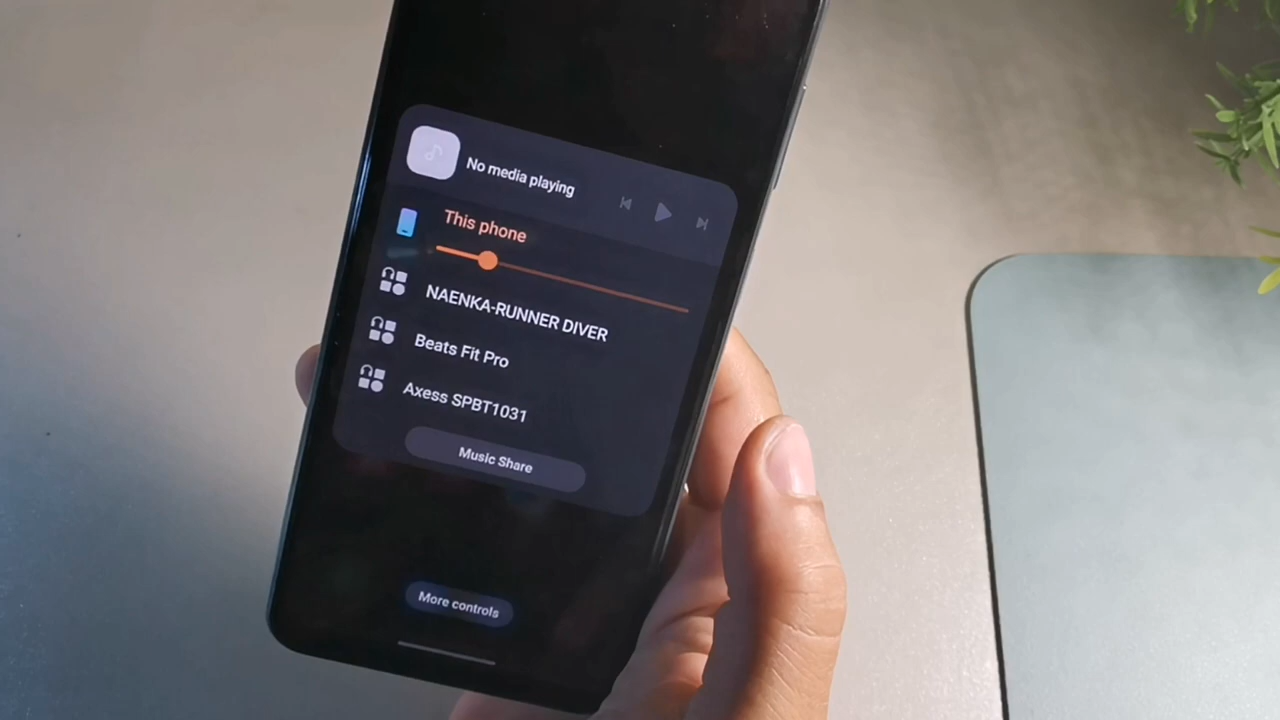 No media playing
This phone
NAENKA-RUNNER DIVER
Beats Fit Pro
Axess SPBT1031
Music Share
More controls